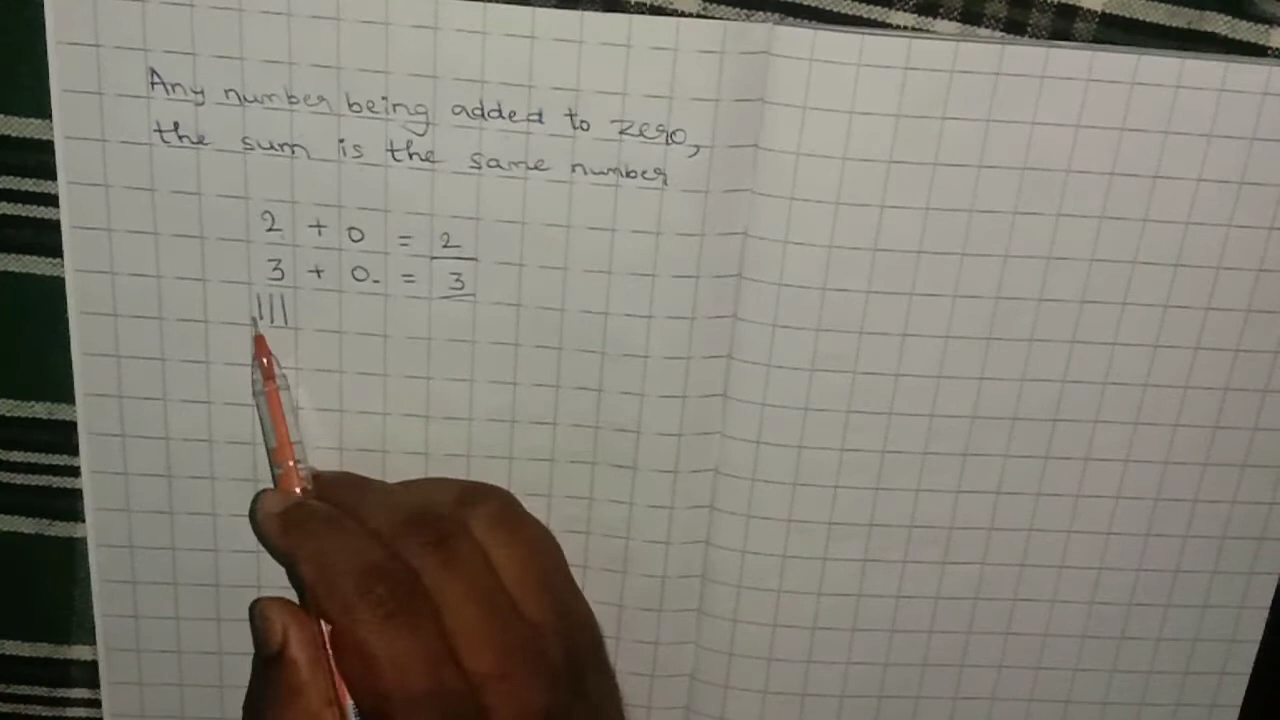 Any number being added to zero,
the sum is the same number
2 + 0 = 2
3 + 0 = 3
|||